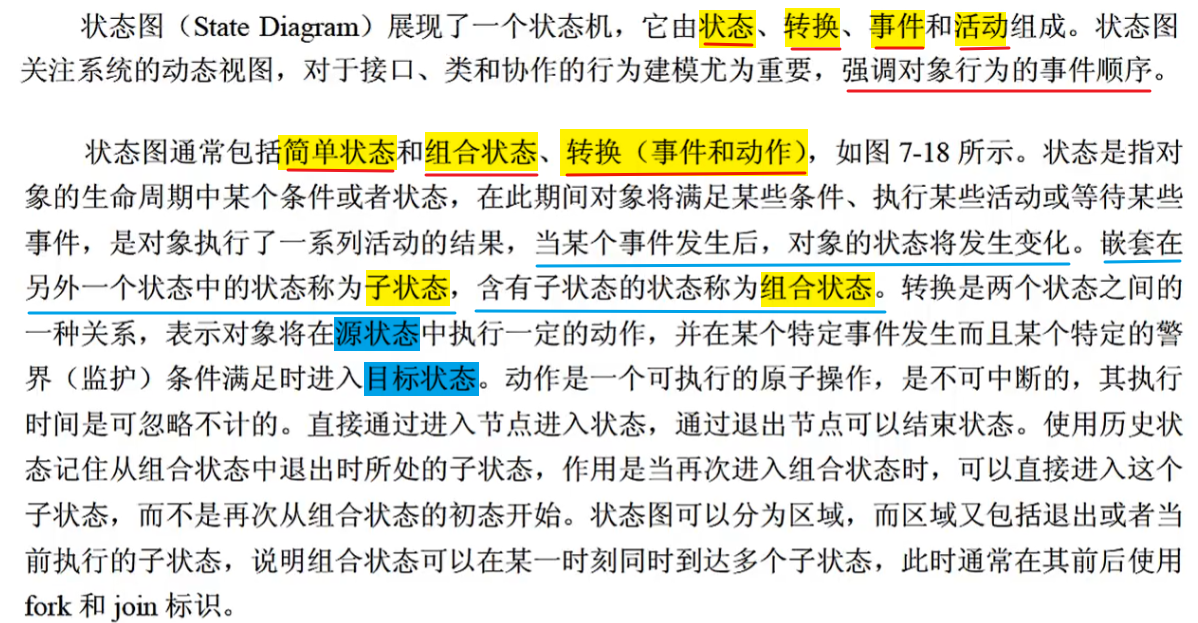 状态图（State Diagram）展现了一个状态机，它由状态、转换、事件和活动组成。状态图
关注系统的动态视图，对于接口、类和协作的行为建模尤为重要，强调对象行为的事件顺序。
状态图通常包括简单状态和组合状态、转换（事件和动作），如图 7-18 所示。状态是指对
象的生命周期中某个条件或者状态，在此期间对象将满足某些条件、执行某些活动或等待某些
事件，是对象执行了一系列活动的结果，当某个事件发生后，对象的状态将发生变化。嵌套在
另外一个状态中的状态称为子状态，含有子状态的状态称为组合状态。转换是两个状态之间的
一种关系，表示对象将在源状态中执行一定的动作，并在某个特定事件发生而且某个特定的警
界（监护）条件满足时进入目标状态。动作是一个可执行的原子操作，是不可中断的，其执行
时间是可忽略不计的。直接通过进入节点进入状态，通过退出节点可以结束状态。使用历史状
态记住从组合状态中退出时所处的子状态，作用是当再次进入组合状态时，可以直接进入这个
子状态，而不是再次从组合状态的初态开始。状态图可以分为区域，而区域又包括退出或者当
前执行的子状态，说明组合状态可以在某一时刻同时到达多个子状态，此时通常在其前后使用
fork 和 join 标识。